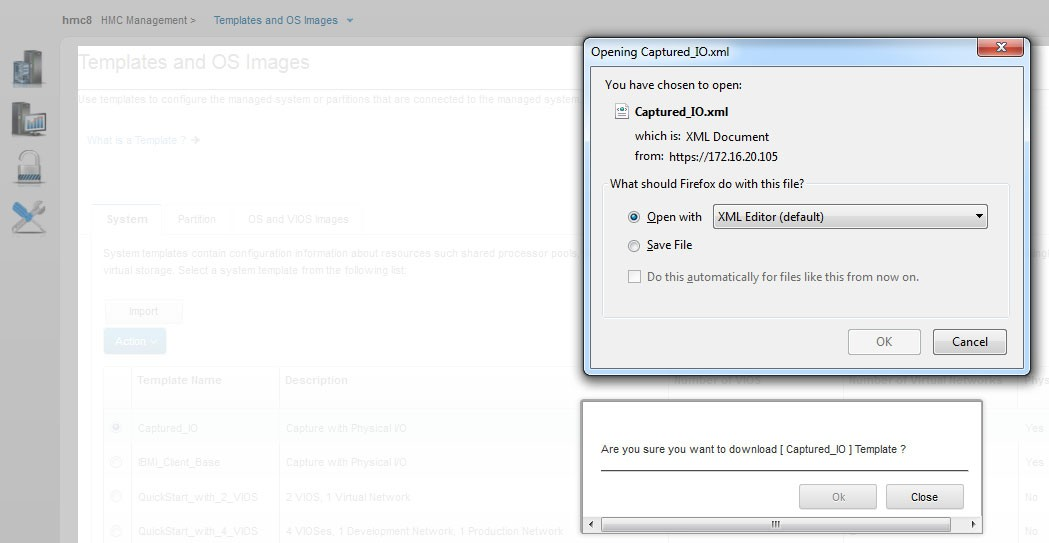 hmc8 HMC Management > Templates and OS Images
Templates and OS Images
Use templates to configure the managed system or partitions that are connected to the managed system
What is a Template ?
System Partition OS and VIOS Images
System templates contain configuration information about resources such shared processor pools,
virtual storage. Select a system template from the following list:
Import
Action
Template Name Description Number of VIOS Number of Virtual Networks
Captured_IO Capture with Physical I/O Yes
IBMi_Client_Base Capture with Physical I/O Yes
QuickStart_with_2_VIOS 2 VIOS, 1 Virtual Network No
QuickStart_with_4_VIOS 4 VIOSes, 1 Development Network, 1 Production Network No
Opening Captured_IO.xml
You have chosen to open:
Captured_IO.xml
which is: XML Document
from: https://172.16.20.105
What should Firefox do with this file?
Open with XML Editor (default)
Save File
Do this automatically for files like this from now on.
OK Cancel
Are you sure you want to download [ Captured_IO ] Template ?
Ok Close